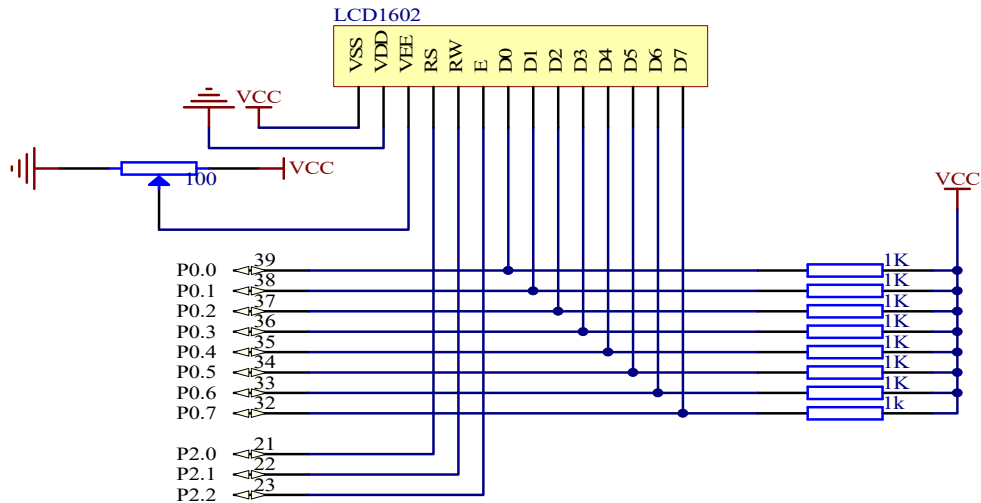 LCD1602
VSS VDD VEE RS RW E D0 D1 D2 D3 D4 D5 D6 D7
VCC
100 VCC
VCC
P0.0 39 1K
P0.1 38 1K
P0.2 37 1K
P0.3 36 1K
P0.4 35 1K
P0.5 34 1K
P0.6 33 1K
P0.7 32 1k
P2.0 21
P2.1 22
P2.2 23